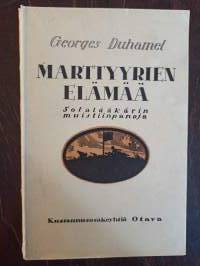 Georges Duhamel
MARTTYYRIEN
ELÄMÄÄ
Sotalääkärin
muistiinpanoja
Kustannusosakeyhtiö Otava